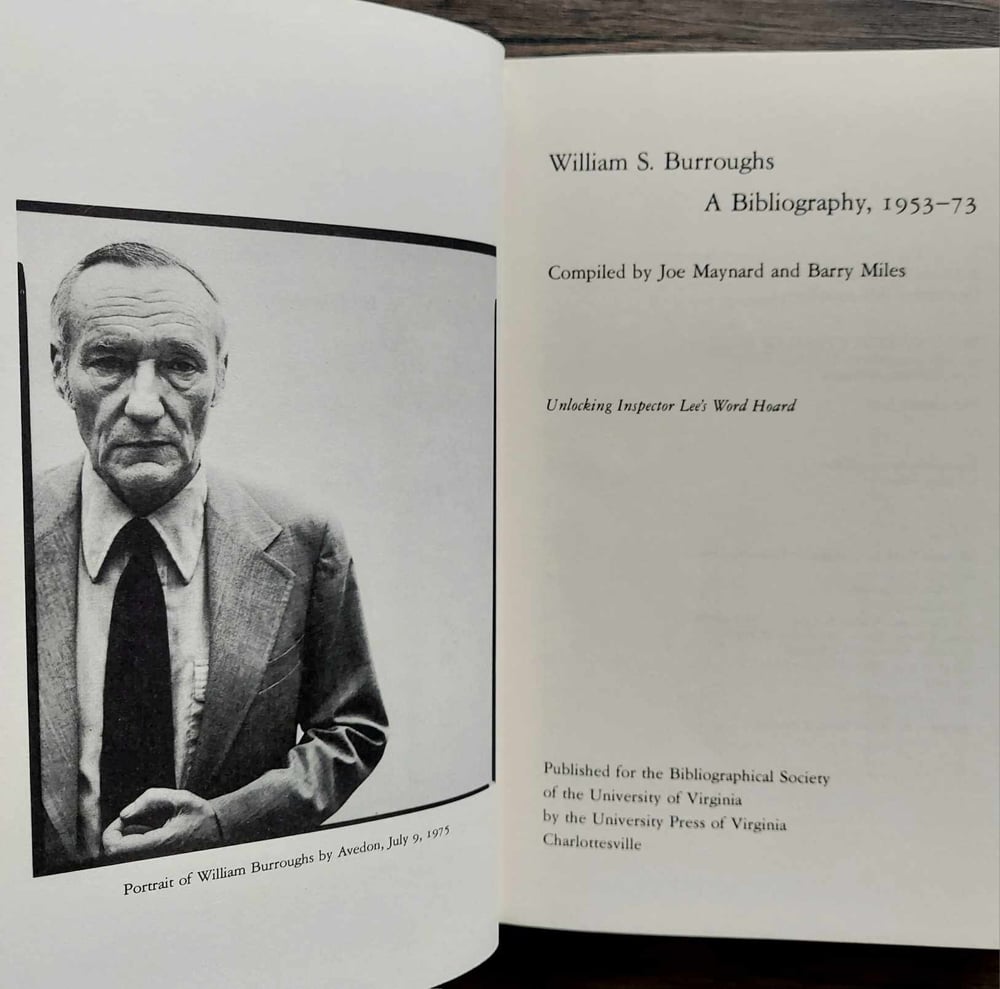 Portrait of William Burroughs by Avedon, July 9, 1975
William S. Burroughs
A Bibliography, 1953–73
Compiled by Joe Maynard and Barry Miles
Unlocking Inspector Lee's Word Hoard
Published for the Bibliographical Society
of the University of Virginia
by the University Press of Virginia
Charlottesville